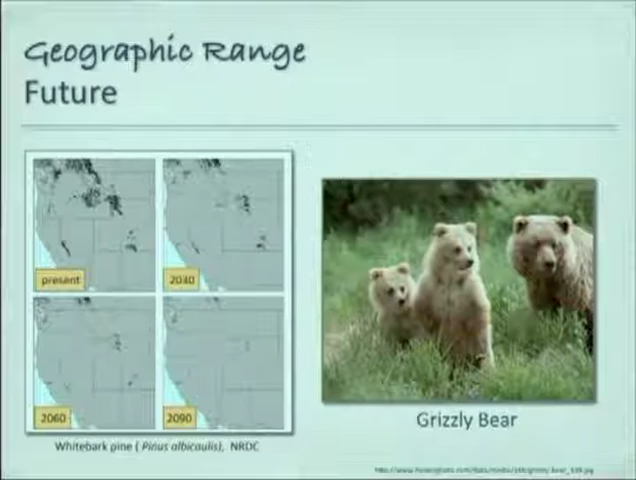 Geographic Range
Future
present
2030
2060
2090
Whitebark pine ( Pinus albicaulis), NRDC
Grizzly Bear